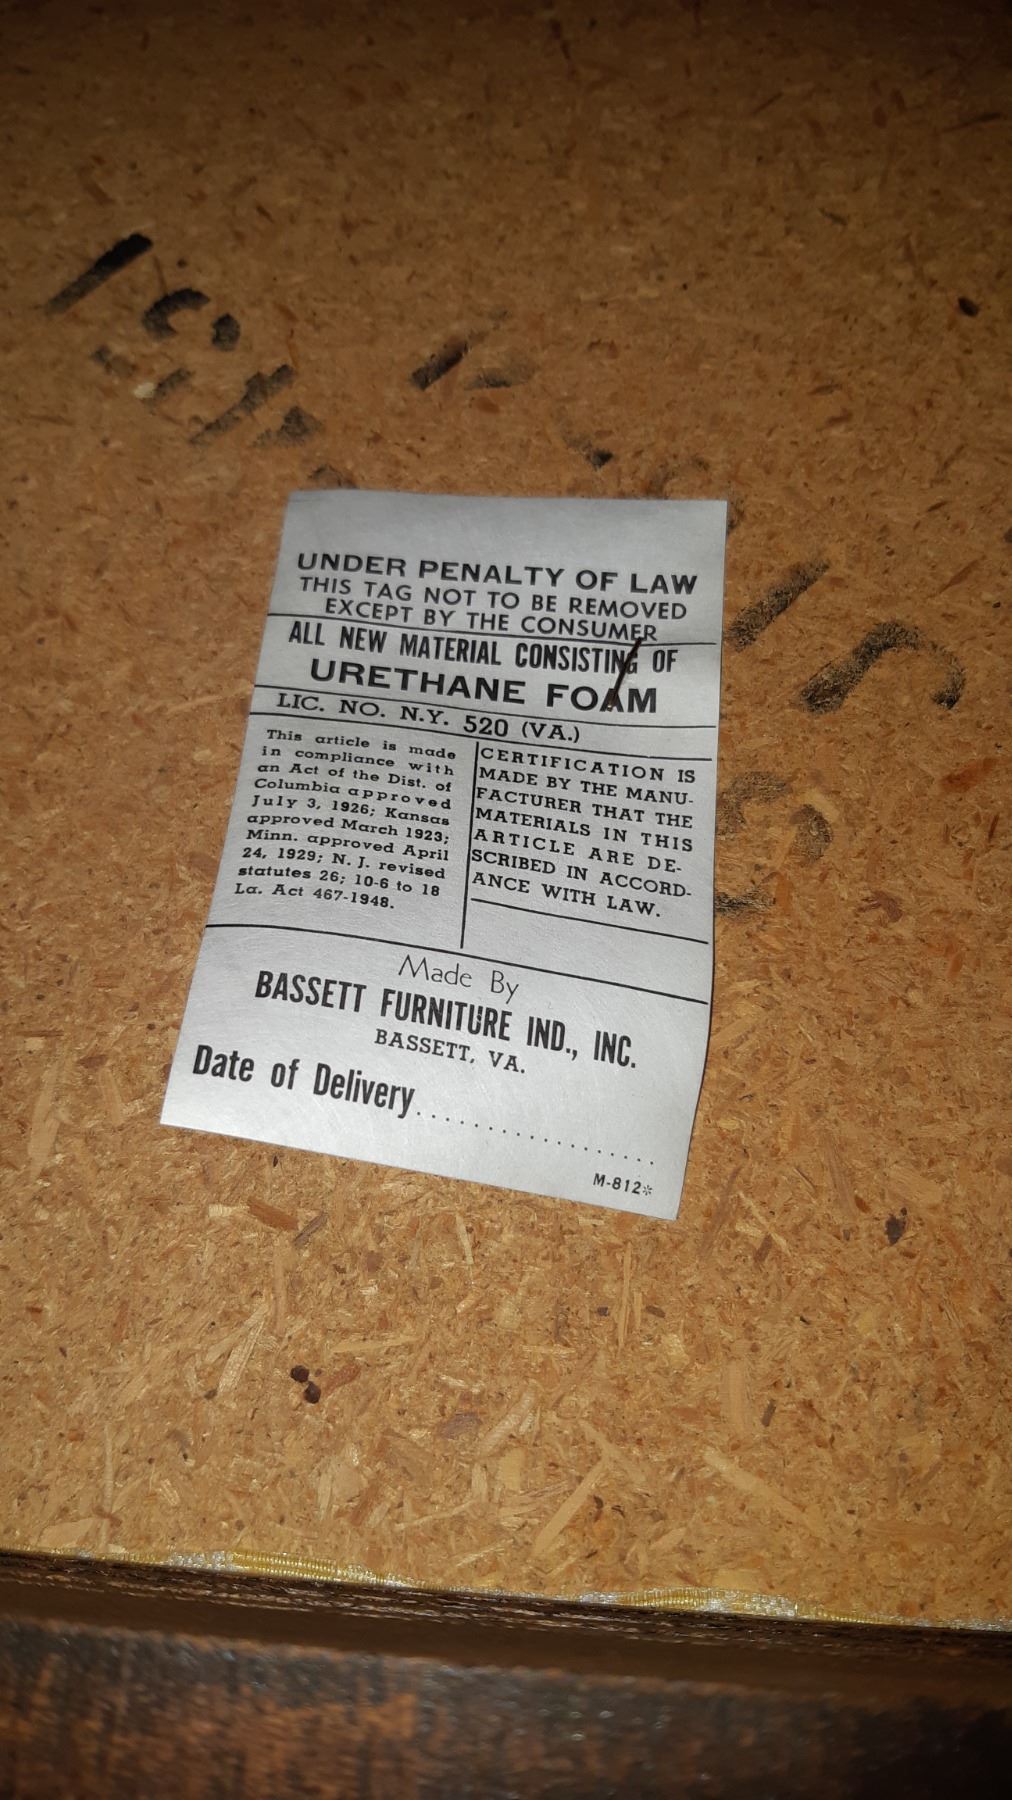 UNDER PENALTY OF LAW
THIS TAG NOT TO BE REMOVED
EXCEPT BY THE CONSUMER
ALL NEW MATERIAL CONSISTING OF
URETHANE FOAM
LIC. NO. N.Y. 520 (VA.)
This article is made
in compliance with
an Act of the Dist. of
Columbia approved
July 3, 1926; Kansas
approved March 1923;
Minn. approved April
24, 1929; N. J. revised
statutes 26; 10-6 to 18
La. Act 467-1948.
CERTIFICATION IS
MADE BY THE MANU-
FACTURER THAT THE
MATERIALS IN THIS
ARTICLE ARE DE-
SCRIBED IN ACCORD-
ANCE WITH LAW.
Made By
BASSETT FURNITURE IND., INC.
BASSETT, VA.
Date of Delivery.................
M-812*